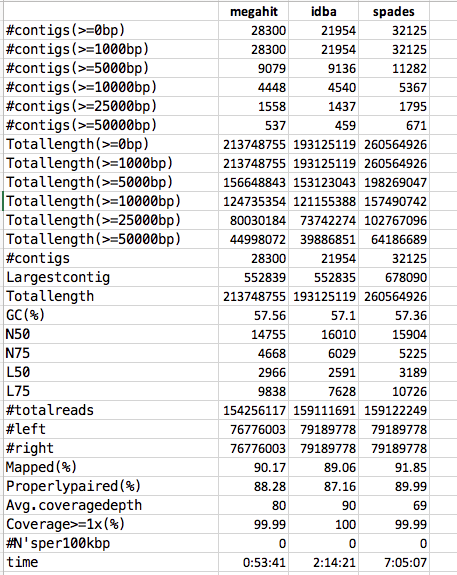 megahit idba spades
#contigs(>=0bp) 28300 21954 32125
#contigs(>=1000bp) 28300 21954 32125
#contigs(>=5000bp) 9079 9136 11282
#contigs(>=10000bp) 4448 4540 5367
#contigs(>=25000bp) 1558 1437 1795
#contigs(>=50000bp) 537 459 671
Totallength(>=0bp) 213748755 193125119 260564926
Totallength(>=1000bp) 213748755 193125119 260564926
Totallength(>=5000bp) 156648843 153123043 198269047
Totallength(>=10000bp) 124735354 121155388 157490742
Totallength(>=25000bp) 80030184 73742274 102767096
Totallength(>=50000bp) 44998072 39886851 64186689
#contigs 28300 21954 32125
Largestcontig 552839 552835 678090
Totallength 213748755 193125119 260564926
GC(%) 57.56 57.1 57.36
N50 14755 16010 15904
N75 4668 6029 5225
L50 2966 2591 3189
L75 9838 7628 10726
#totalreads 154256117 159111691 159122249
#left 76776003 79189778 79189778
#right 76776003 79189778 79189778
Mapped(%) 90.17 89.06 91.85
Properlypaired(%) 88.28 87.16 89.99
Avg.coveragedepth 80 90 69
Coverage>=1x(%) 99.99 100 99.99
#N'sper100kbp 0 0 0
time 0:53:41 2:14:21 7:05:07